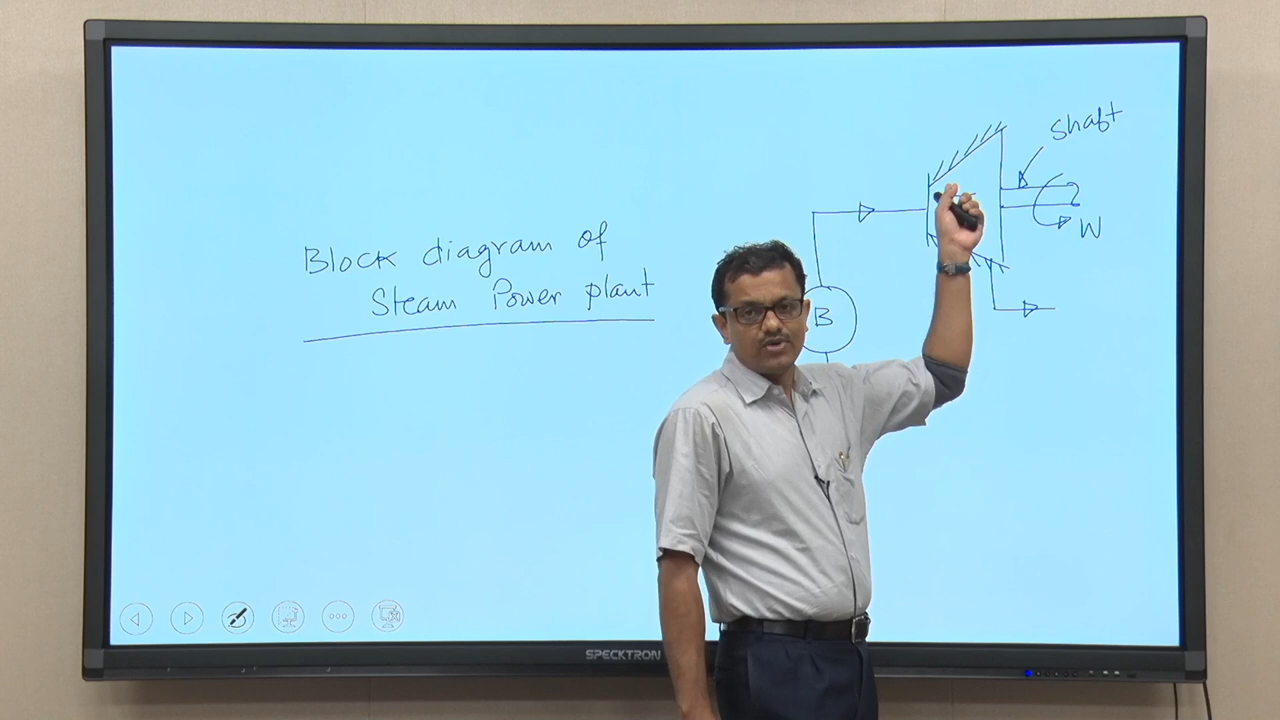 Block diagram of
Steam Power plant
shaft
W
B
SPECKTRON